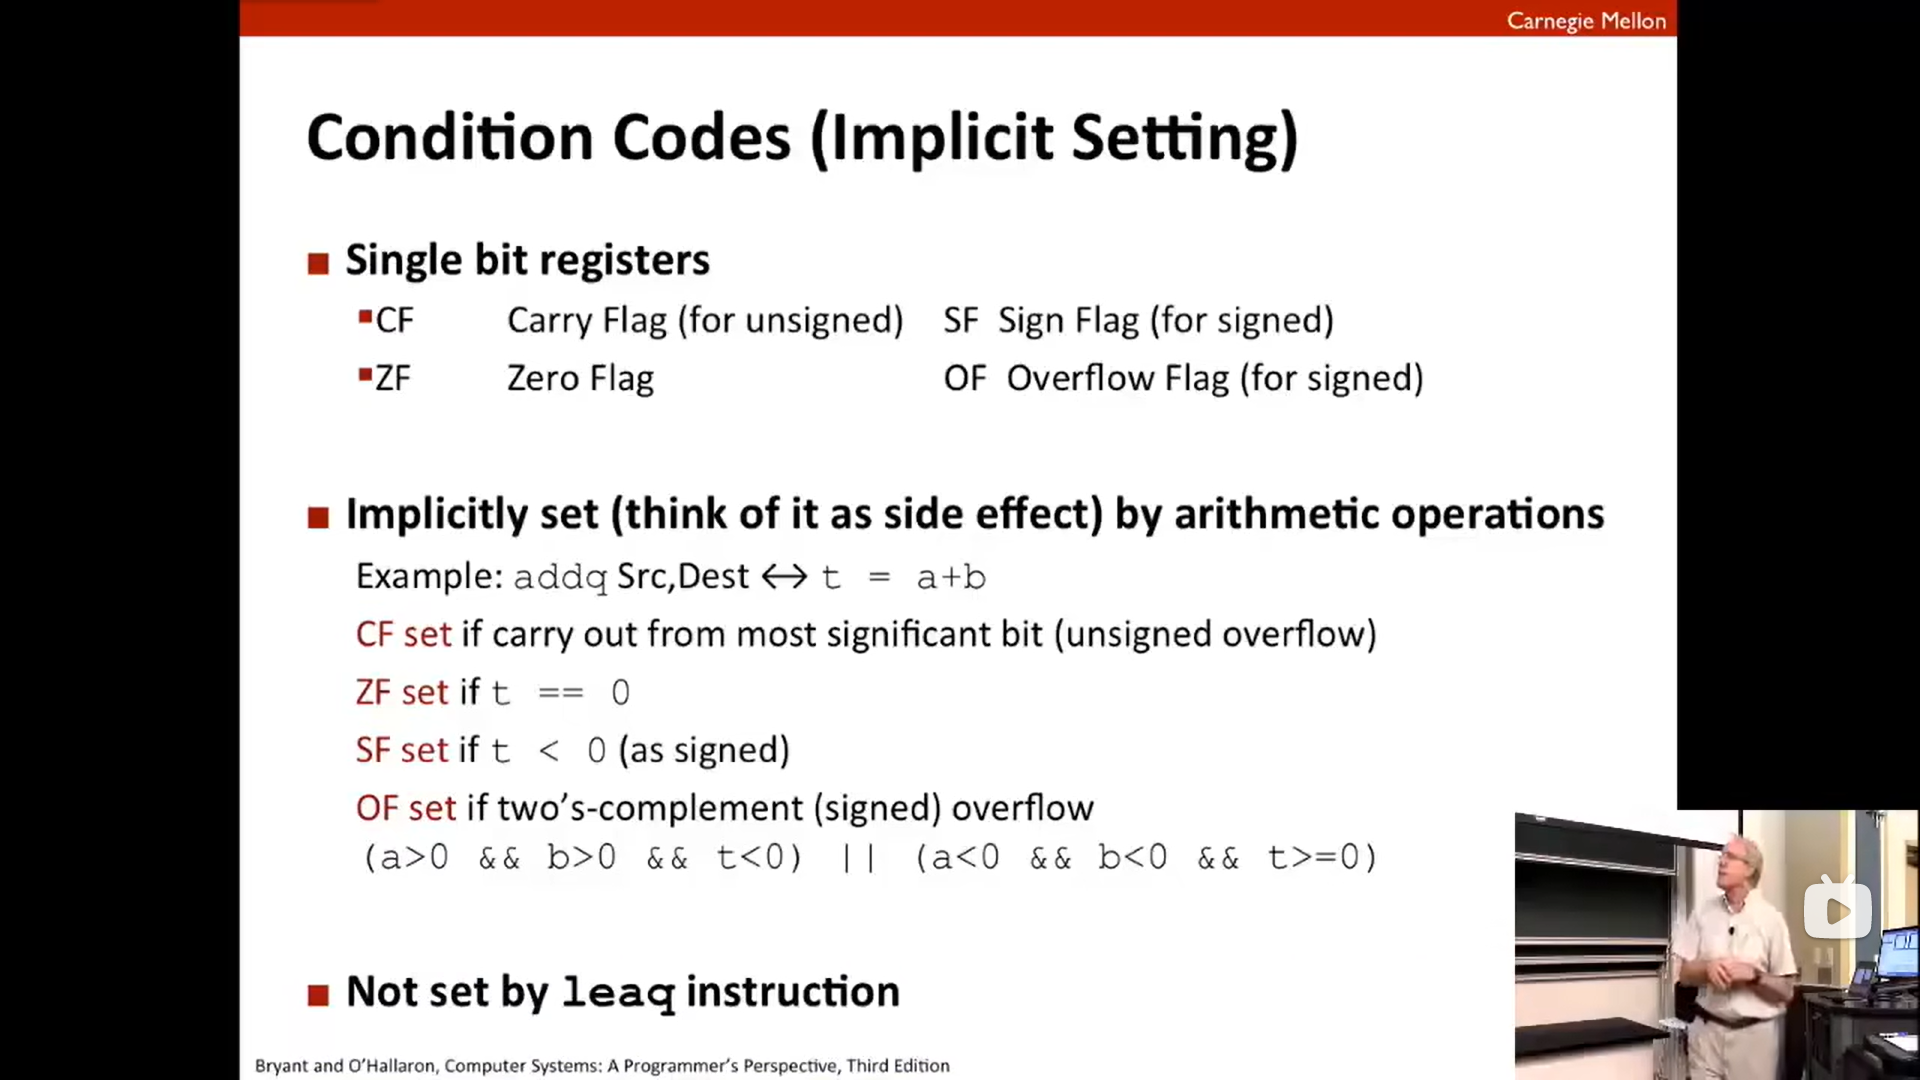 Carnegie Mellon
Condition Codes (Implicit Setting)
Single bit registers
CF Carry Flag (for unsigned) SF Sign Flag (for signed)
ZF Zero Flag OF Overflow Flag (for signed)
Implicitly set (think of it as side effect) by arithmetic operations
Example: addq Src,Dest ↔ t = a+b
CF set if carry out from most significant bit (unsigned overflow)
ZF set if t == 0
SF set if t < 0 (as signed)
OF set if two’s-complement (signed) overflow
(a>0 && b>0 && t<0) || (a<0 && b<0 && t>=0)
Not set by leaq instruction
Bryant and O’Hallaron, Computer Systems: A Programmer’s Perspective, Third Edition